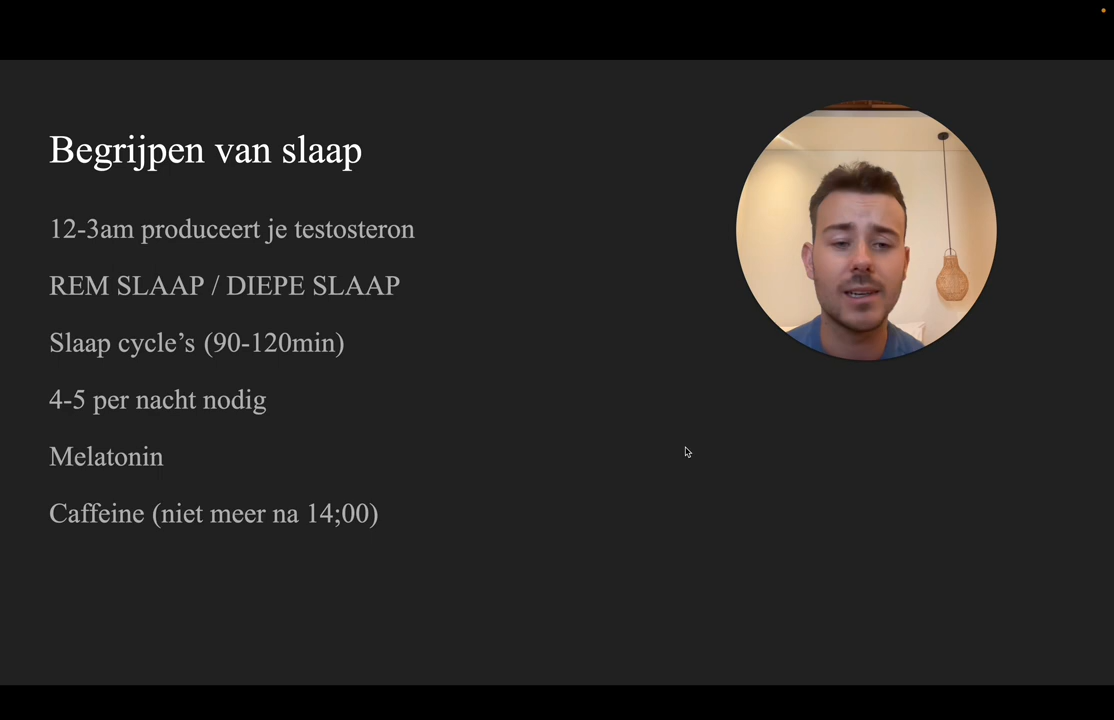 Begrijpen van slaap
12-3am produceert je testosteron
REM SLAAP / DIEPE SLAAP
Slaap cycle’s (90-120min)
4-5 per nacht nodig
Melatonin
Caffeine (niet meer na 14;00)